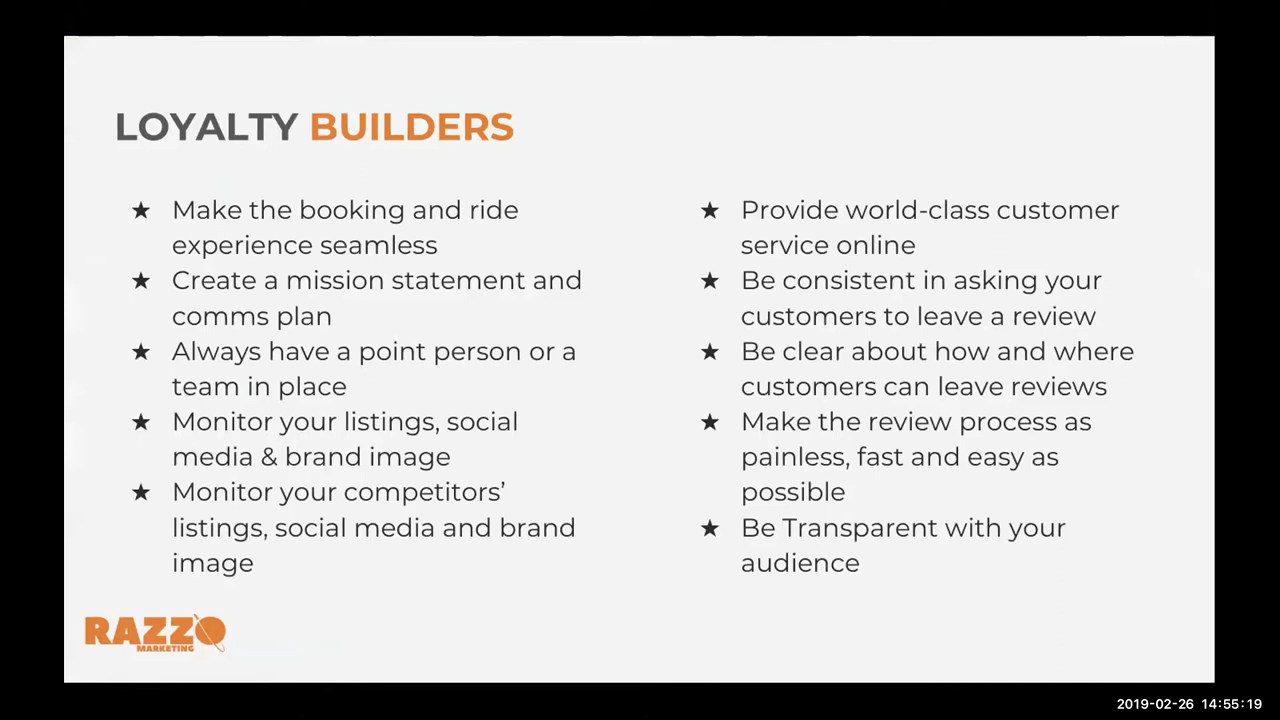 LOYALTY BUILDERS
★ Make the booking and ride
experience seamless
★ Create a mission statement and
comms plan
★ Always have a point person or a
team in place
★ Monitor your listings, social
media & brand image
★ Monitor your competitors’
listings, social media and brand
image
★ Provide world-class customer
service online
★ Be consistent in asking your
customers to leave a review
★ Be clear about how and where
customers can leave reviews
★ Make the review process as
painless, fast and easy as
possible
★ Be Transparent with your
audience
RAZZO
MARKETING
2019-02-26 14:55:19